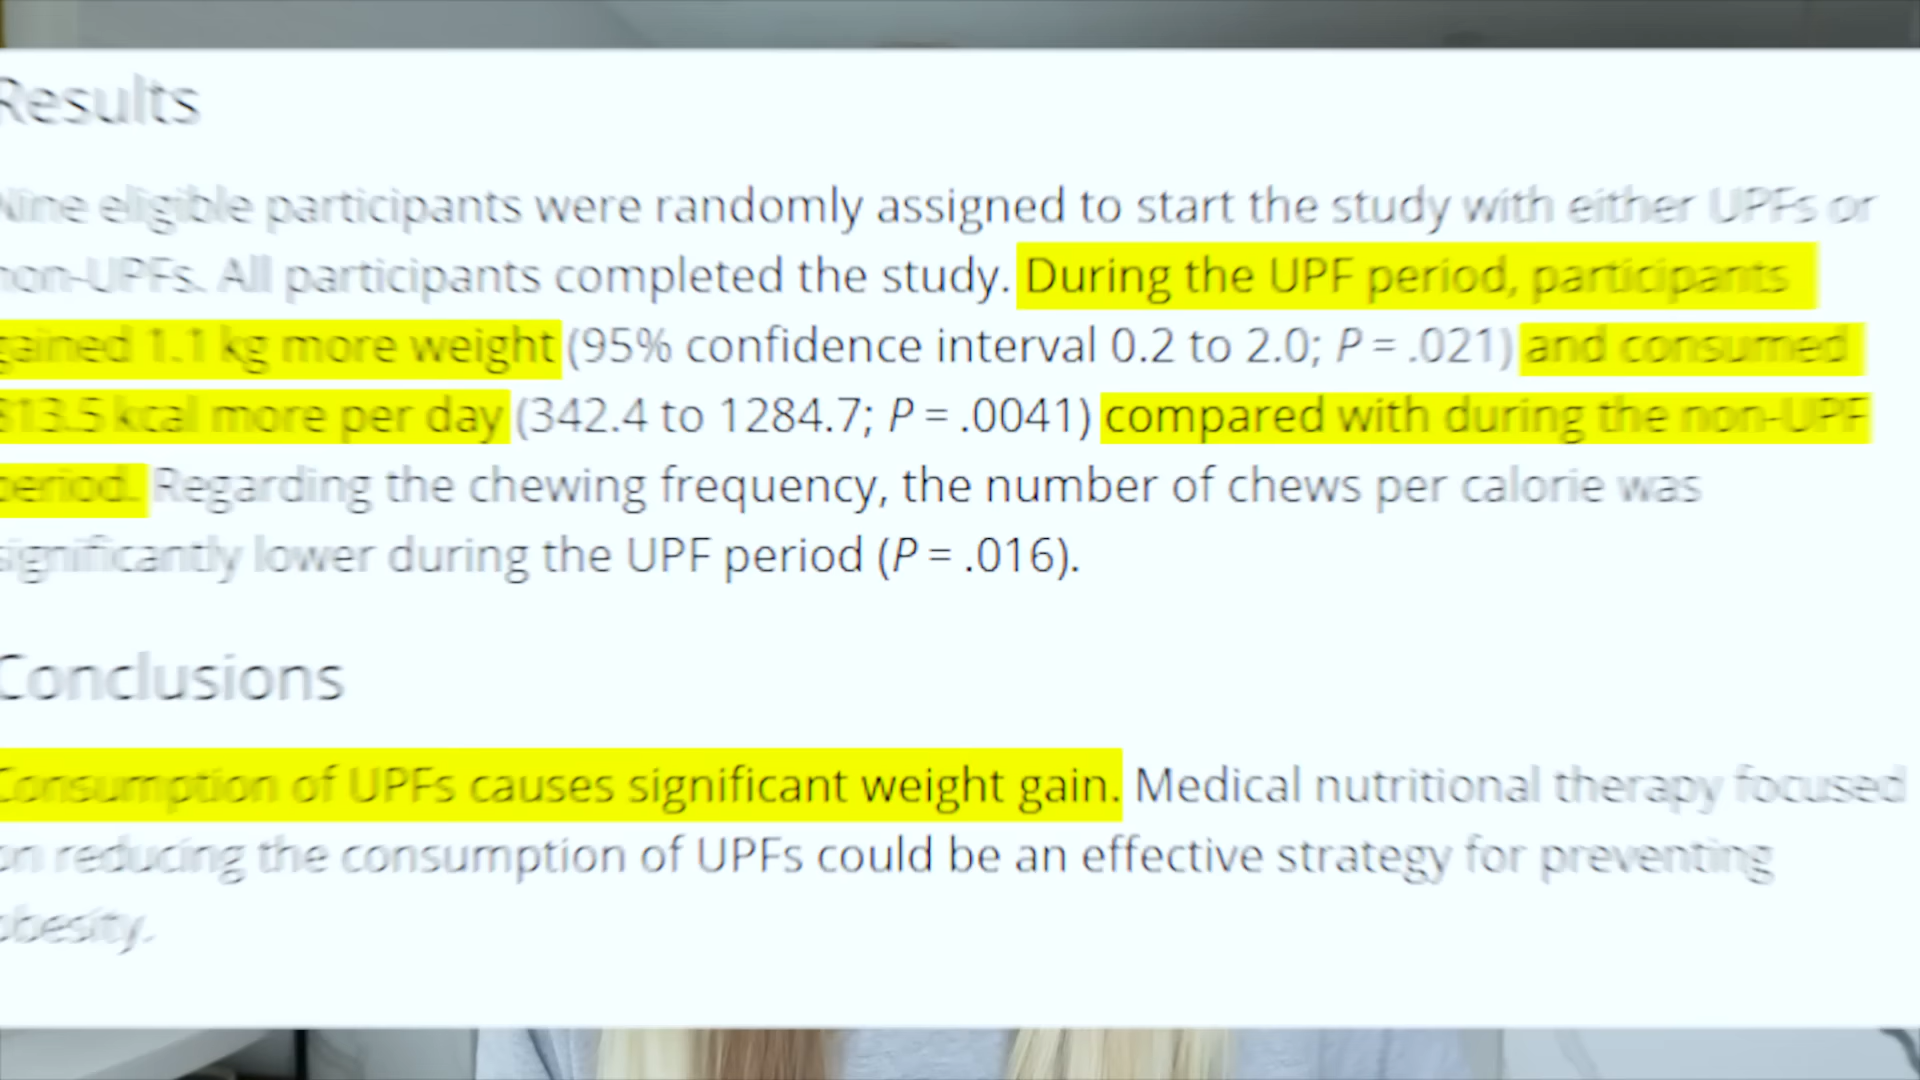 Results
Nine eligible participants were randomly assigned to start the study with either UPFs or
non-UPFs. All participants completed the study. During the UPF period, participants
gained 1.1 kg more weight (95% confidence interval 0.2 to 2.0; P = .021) and consumed
813.5 kcal more per day (342.4 to 1284.7; P = .0041) compared with during the non-UPF
period. Regarding the chewing frequency, the number of chews per calorie was
significantly lower during the UPF period (P = .016).
Conclusions
Consumption of UPFs causes significant weight gain. Medical nutritional therapy focused
on reducing the consumption of UPFs could be an effective strategy for preventing
obesity.